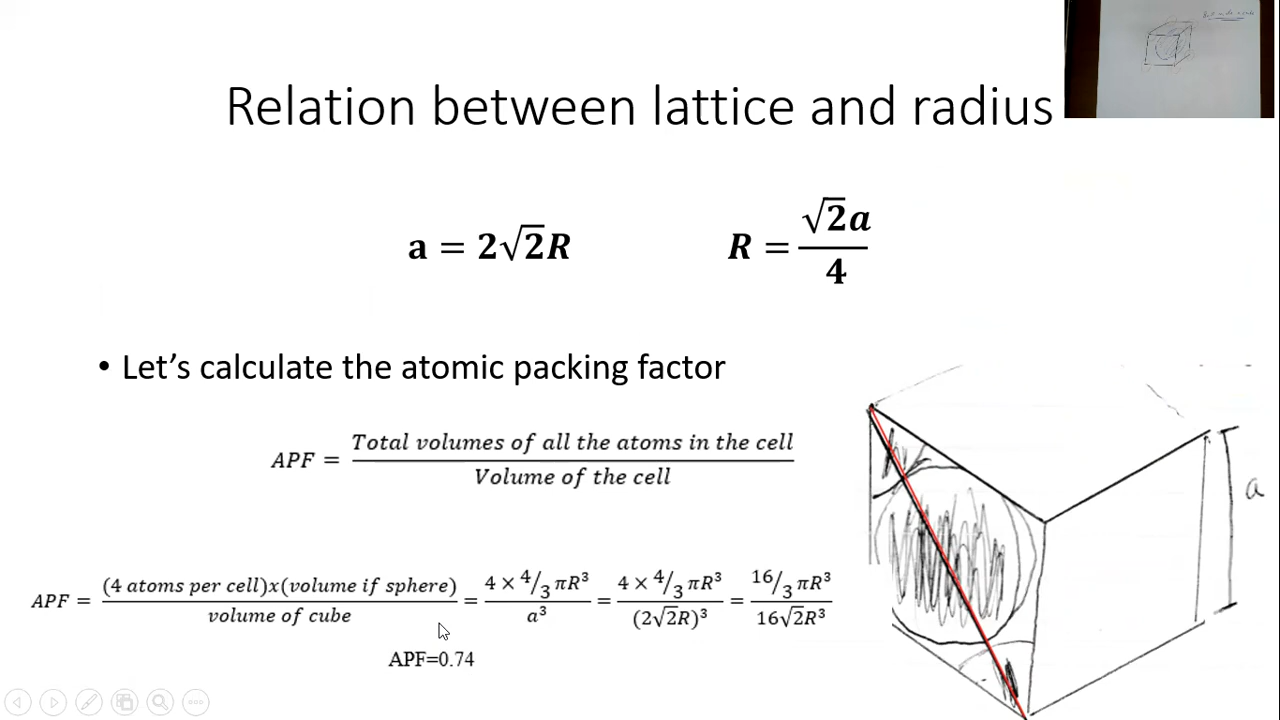 Relation between lattice and radius
a = 2√2R
R = √2a/4
• Let's calculate the atomic packing factor
APF = Total volumes of all the atoms in the cell / Volume of the cell
APF = (4 atoms per cell)x(volume if sphere) / volume of cube = 4 × 4/3 πR³ / a³ = 4 × 4/3 πR³ / (2√2R)³ = 16/3 πR³ / 16√2R³
APF=0.74
a